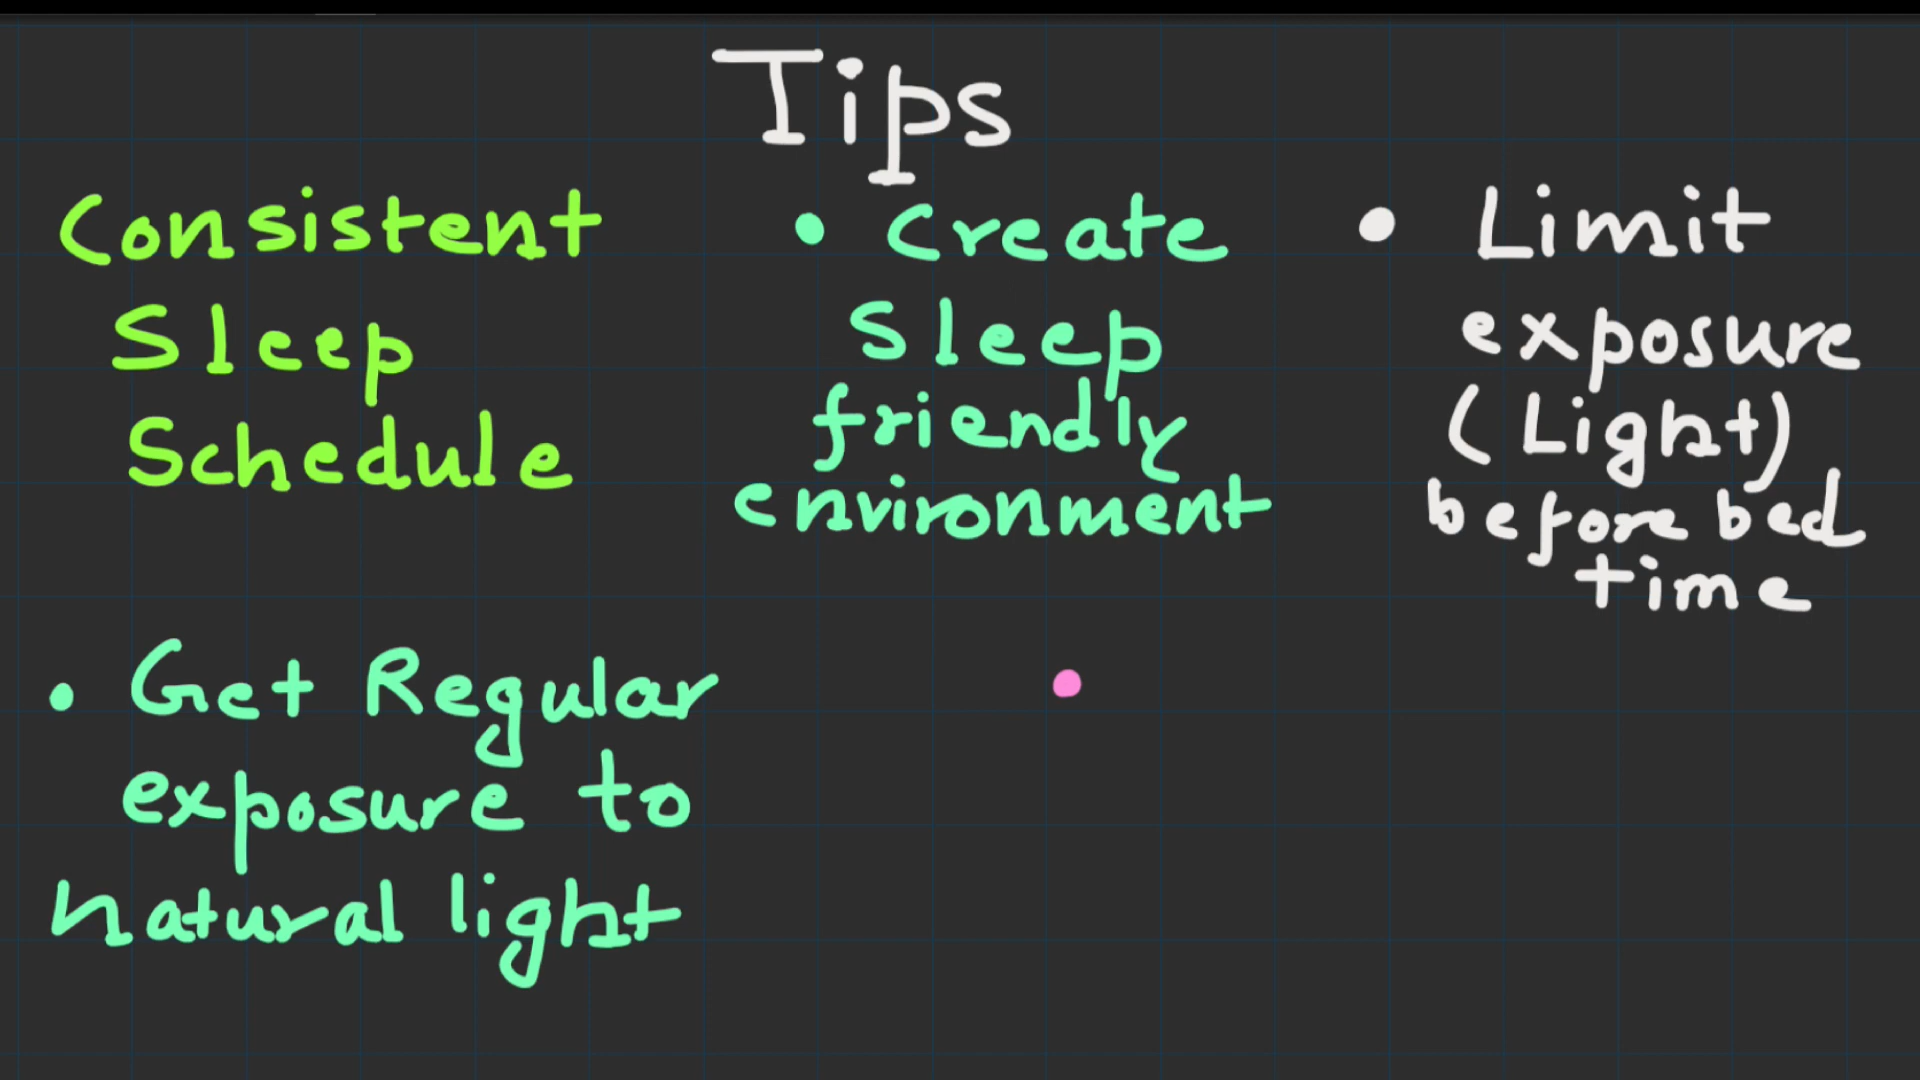 Tips
Consistent
Sleep
Schedule
• Create
Sleep
friendly
environment
• Limit
exposure
(Light)
before bed
time
• Get Regular
exposure to
natural light
•